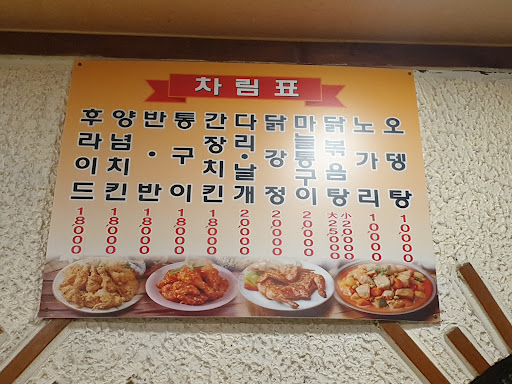 차림표
후라이드 18000
양념치킨 18000
반·반 18000
통구이 18000
간장치킨 18000
다리·날개 20000
닭강정 20000
마늘통구이 20000
닭볶음탕 大25000 小20000
노가리 10000
오뎅탕 10000